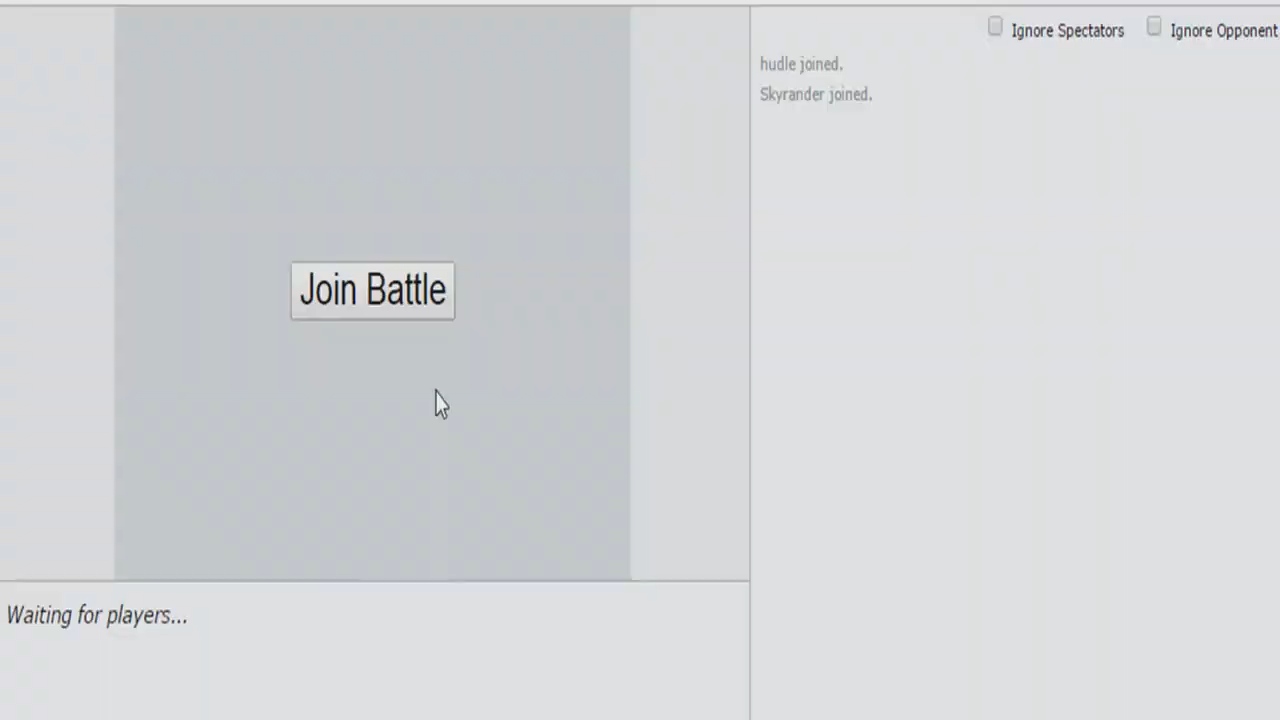 Ignore Spectators Ignore Opponent
hudle joined.
Skyrander joined.
Join Battle
Waiting for players...